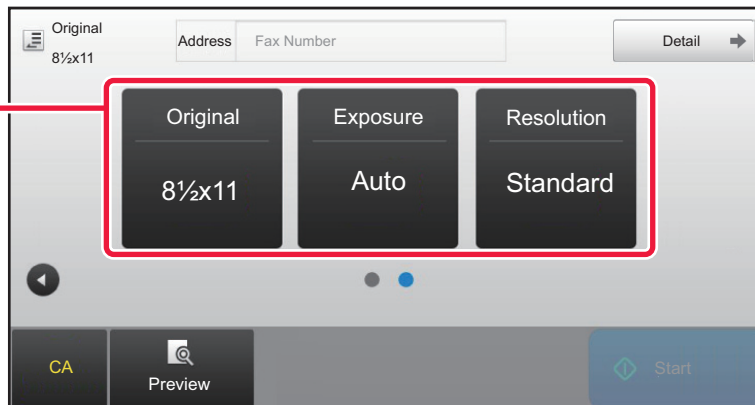 Original
8½x11
Address Fax Number
Detail
Original Exposure Resolution
8½x11 Auto Standard
CA
Preview
Start